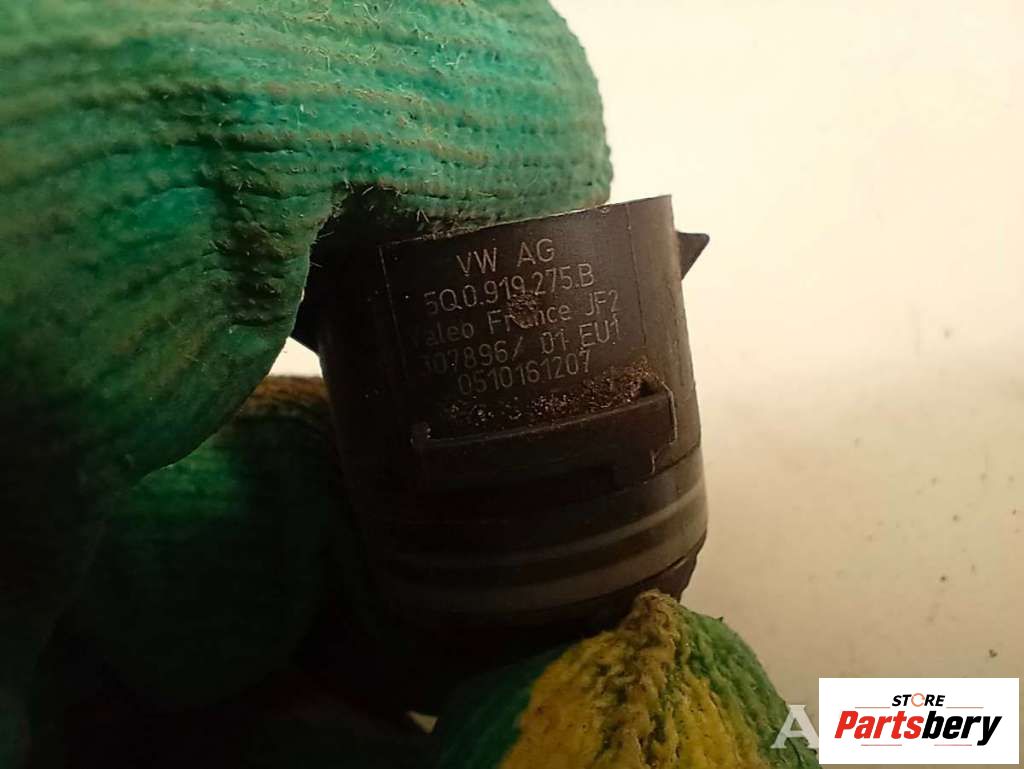 VW AG
5Q0.919.275.B
Valeo France JF2
307896/ 01 EU1
0510161207
STORE
Partsbery
A